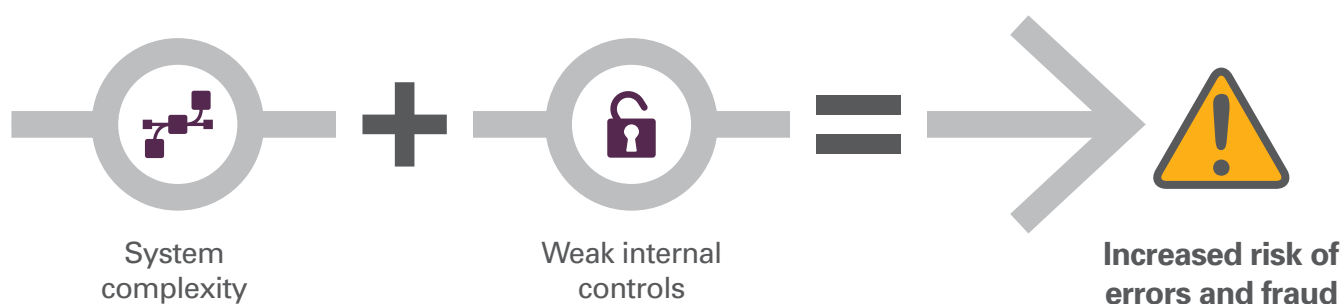 System
complexity
Weak internal
controls
Increased risk of
errors and fraud